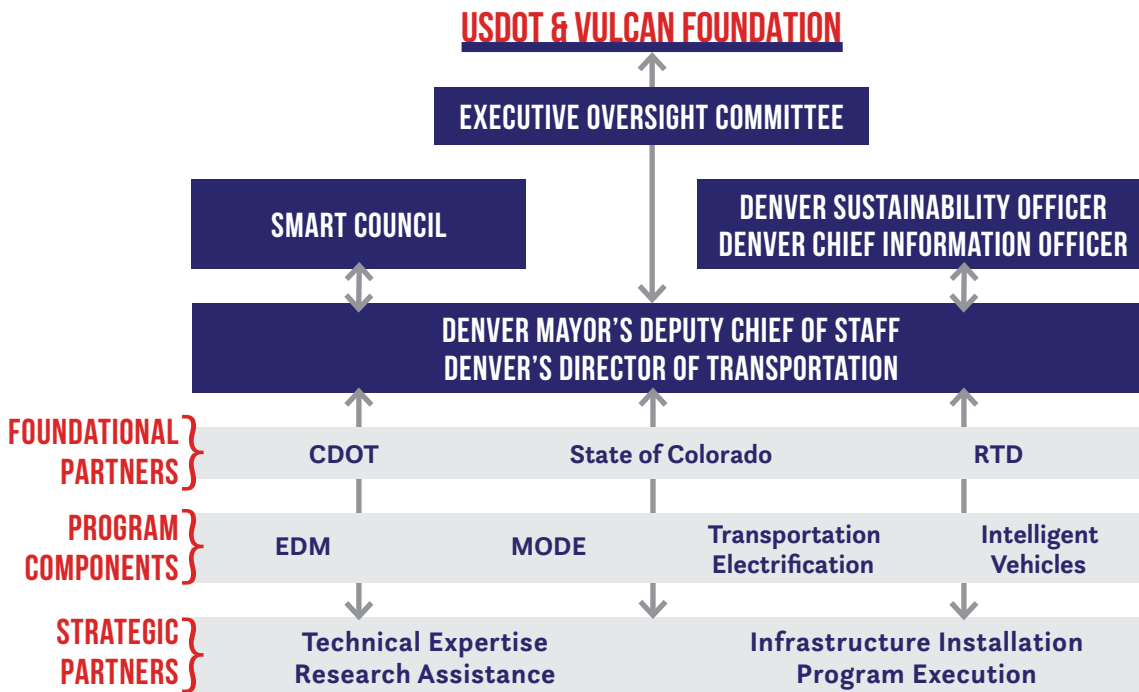 USDOT & VULCAN FOUNDATION
EXECUTIVE OVERSIGHT COMMITTEE
SMART COUNCIL
DENVER SUSTAINABILITY OFFICER
DENVER CHIEF INFORMATION OFFICER
DENVER MAYOR’S DEPUTY CHIEF OF STAFF
DENVER’S DIRECTOR OF TRANSPORTATION
FOUNDATIONAL
PARTNERS
CDOT
State of Colorado
RTD
PROGRAM
COMPONENTS
EDM
MODE
Transportation
Electrification
Intelligent
Vehicles
STRATEGIC
PARTNERS
Technical Expertise
Research Assistance
Infrastructure Installation
Program Execution